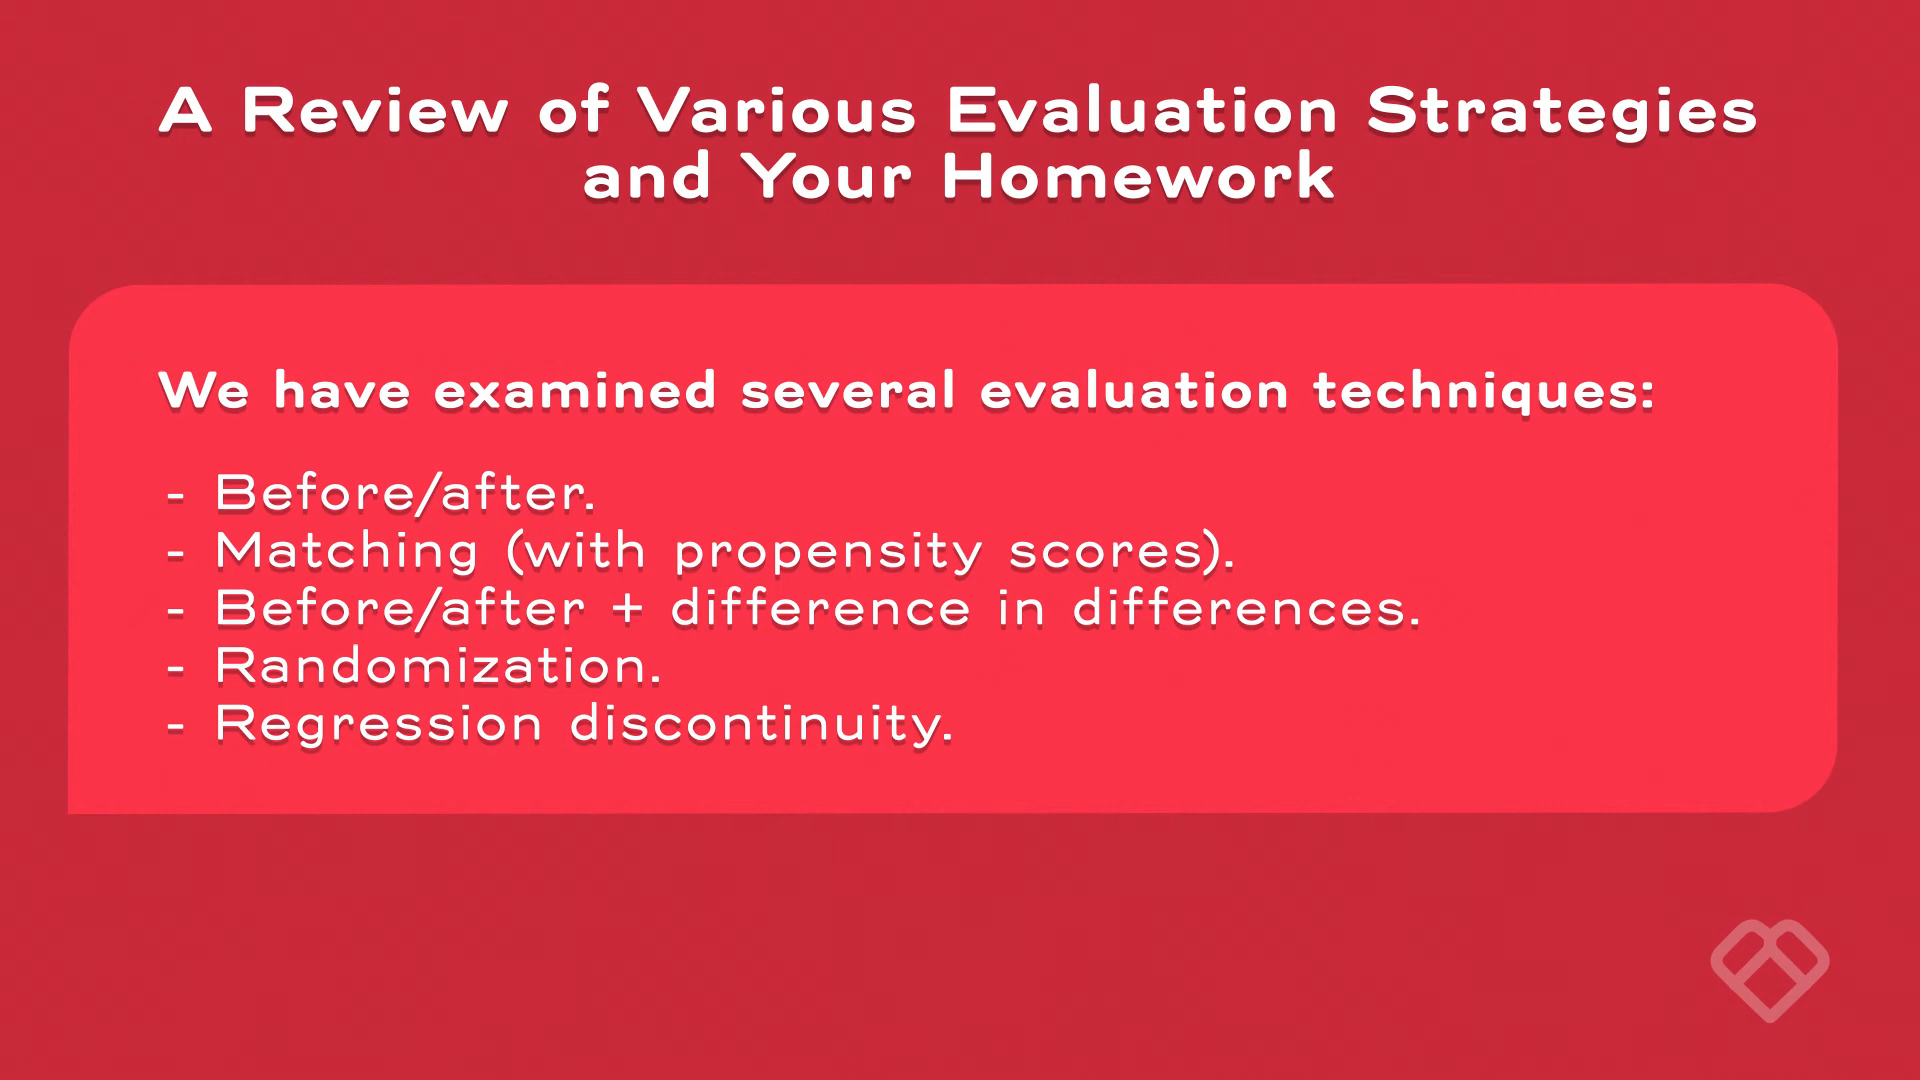 A Review of Various Evaluation Strategies
and Your Homework
We have examined several evaluation techniques:
- Before/after.
- Matching (with propensity scores).
- Before/after + difference in differences.
- Randomization.
- Regression discontinuity.